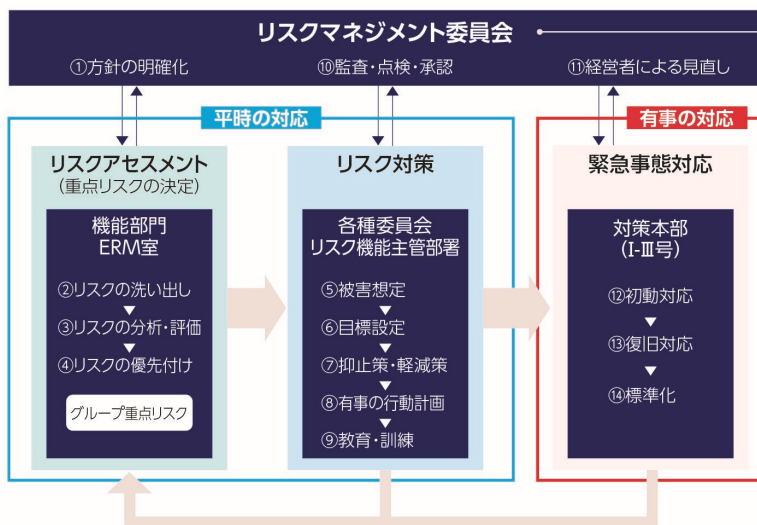 リスクマネジメント委員会
①方針の明確化
⑩監査・点検・承認
⑪経営者による見直し
平時の対応
有事の対応
リスクアセスメント
(重点リスクの決定)
機能部門
ERM室
②リスクの洗い出し
③リスクの分析・評価
④リスクの優先付け
グループ重点リスク
リスク対策
各種委員会
リスク機能主管部署
⑤被害想定
⑥目標設定
⑦抑止策・軽減策
⑧有事の行動計画
⑨教育・訓練
緊急事態対応
対策本部
(I-Ⅲ号)
⑫初動対応
⑬復旧対応
⑭標準化